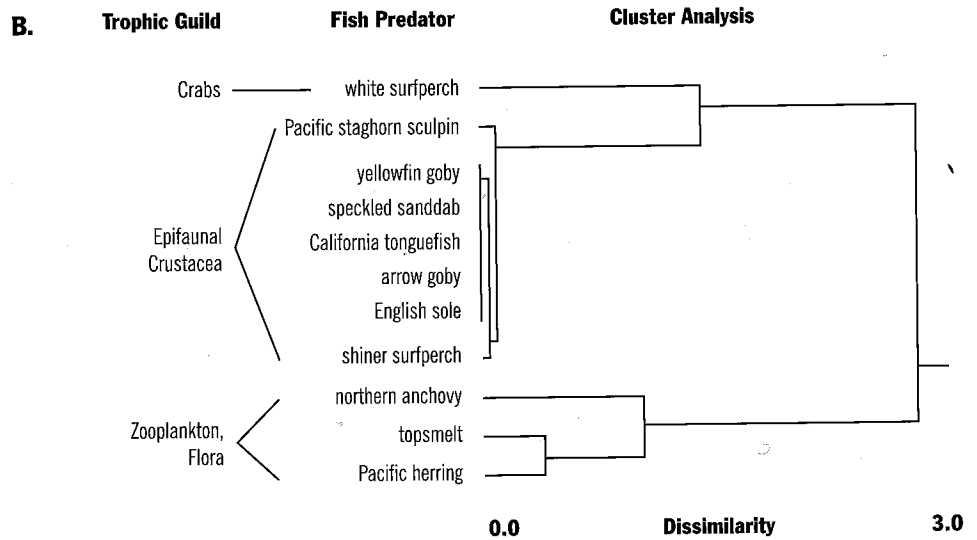 B.
Trophic Guild
Fish Predator
Cluster Analysis
Crabs
white surfperch
Pacific staghorn sculpin
yellowfin goby
speckled sanddab
California tonguefish
arrow goby
English sole
shiner surfperch
Epifaunal
Crustacea
northern anchovy
topsmelt
Pacific herring
Zooplankton,
Flora
0.0
Dissimilarity
3.0